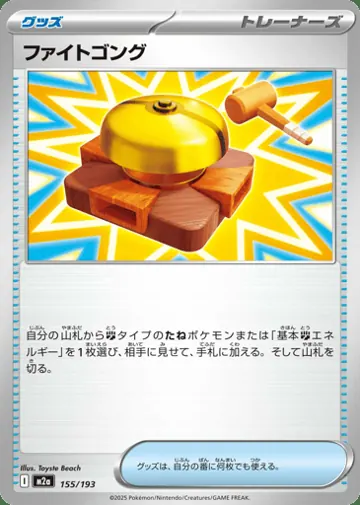 グッズ
トレーナーズ
ファイトゴング
自分の山札から闘タイプのたねポケモンまたは「基本闘エネ
ルギー」を1枚選び、相手に見せて、手札に加える。そして山札を
切る。
Illus. Toyste Beach
I m2a 155/193
グッズは、自分の番に何枚でも使える。
©2025 Pokémon/Nintendo/Creatures/GAME FREAK.